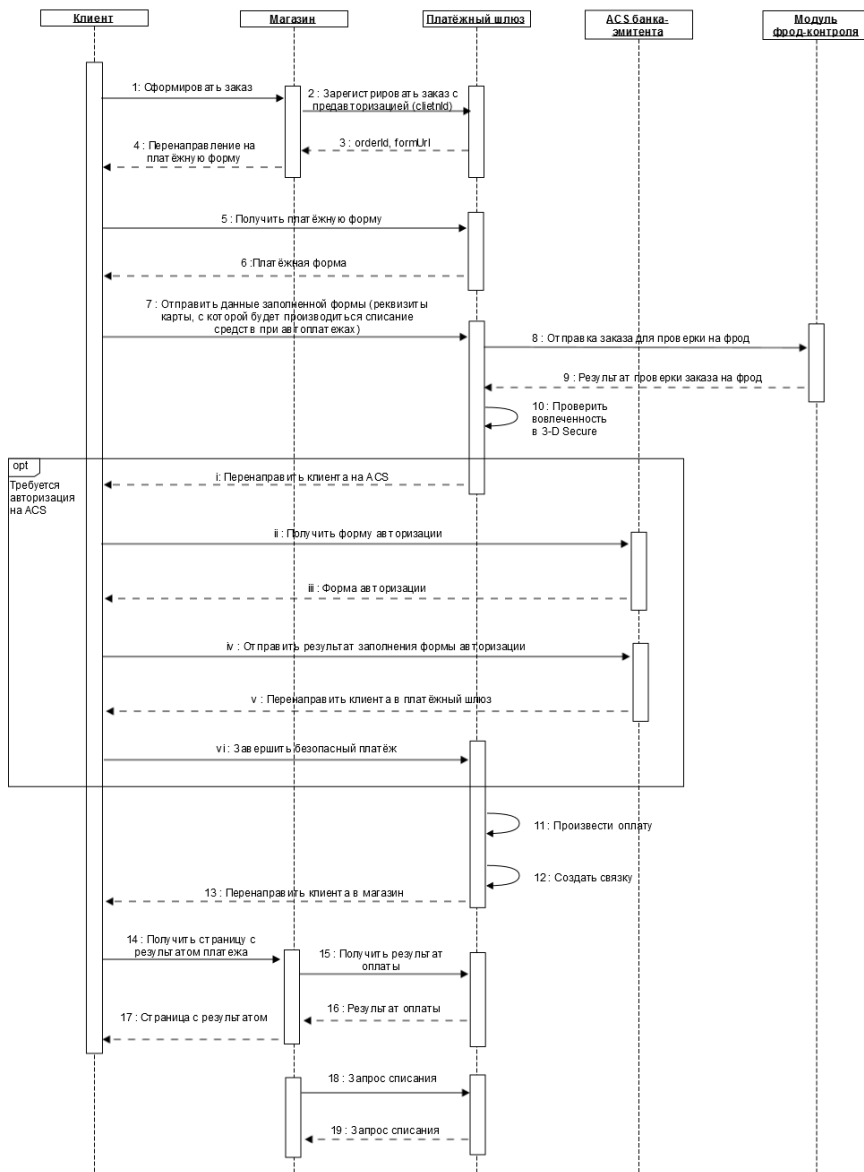 Клиент
Магазин
Платёжный шлюз
ACS банка-
эмитента
Модуль
фрод-контроля
1: Сформировать заказ
2 : Зарегистрировать заказ с
предавторизацией (clietnId)
3 : orderId, formUrl
4 : Перенаправление на
платёжную форму
5 : Получить платёжную форму
6 :Платёжная форма
7 : Отправить данные заполненной формы (реквизиты
карты, с которой будет производиться списание
средств при автоплатежах)
8 : Отправка заказа для проверки на фрод
9 : Результат проверки заказа на фрод
10 : Проверить
вовлеченность
в 3-D Secure
opt
Требуется
авторизация
на ACS
i: Перенаправить клиента на ACS
ii : Получить форму авторизации
iii : Форма авторизации
iv : Отправить результат заполнения формы авторизации
v : Перенаправить клиента в платёжный шлюз
vi : Завершить безопасный платёж
11 : Произвести оплату
12 : Создать связку
13 : Перенаправить клиента в магазин
14 : Получить страницу с
результатом платежа
15 : Получить результат
оплаты
16 : Результат оплаты
17 : Страница с результатом
18 : Запрос списания
19 : Запрос списания